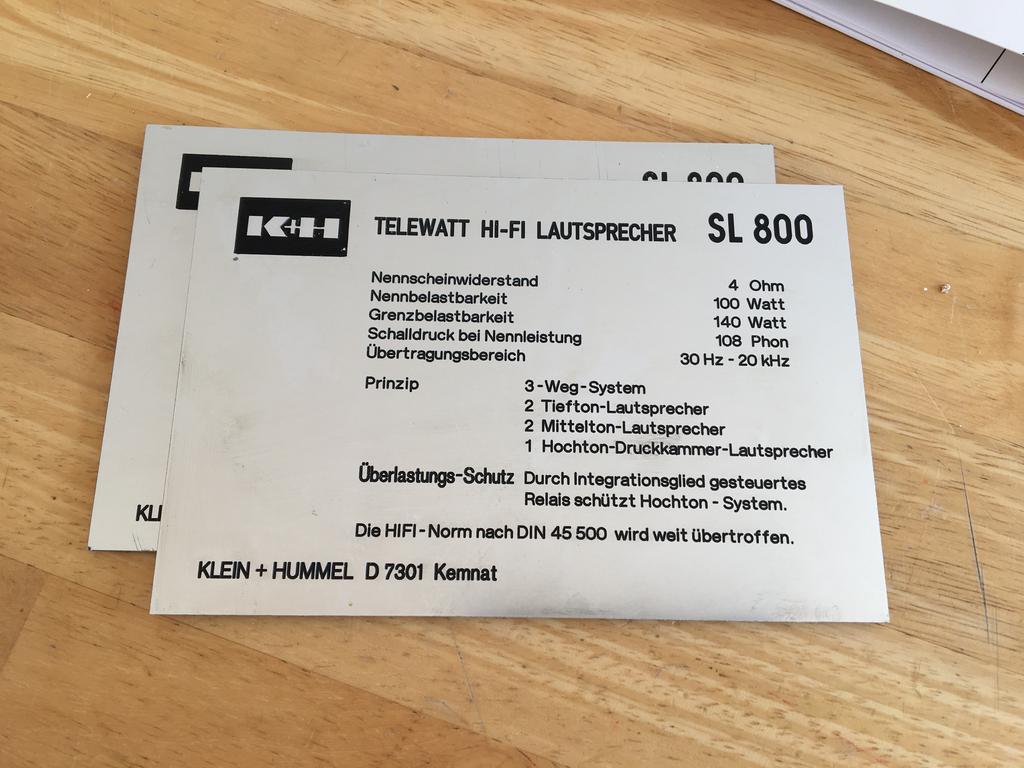 SL 800
K+H TELEWATT HI-FI LAUTSPRECHER SL 800
Nennscheinwiderstand 4 Ohm
Nennbelastbarkeit 100 Watt
Grenzbelastbarkeit 140 Watt
Schalldruck bei Nennleistung 108 Phon
Übertragungsbereich 30 Hz - 20 kHz
Prinzip 3-Weg-System
2 Tiefton-Lautsprecher
2 Mittelton-Lautsprecher
1 Hochton-Druckkammer-Lautsprecher
Überlastungs-Schutz Durch Integrationsglied gesteuertes
Relais schützt Hochton - System.
Die HIFI - Norm nach DIN 45 500 wird weit übertroffen.
KLEIN + HUMMEL D 7301 Kemnat